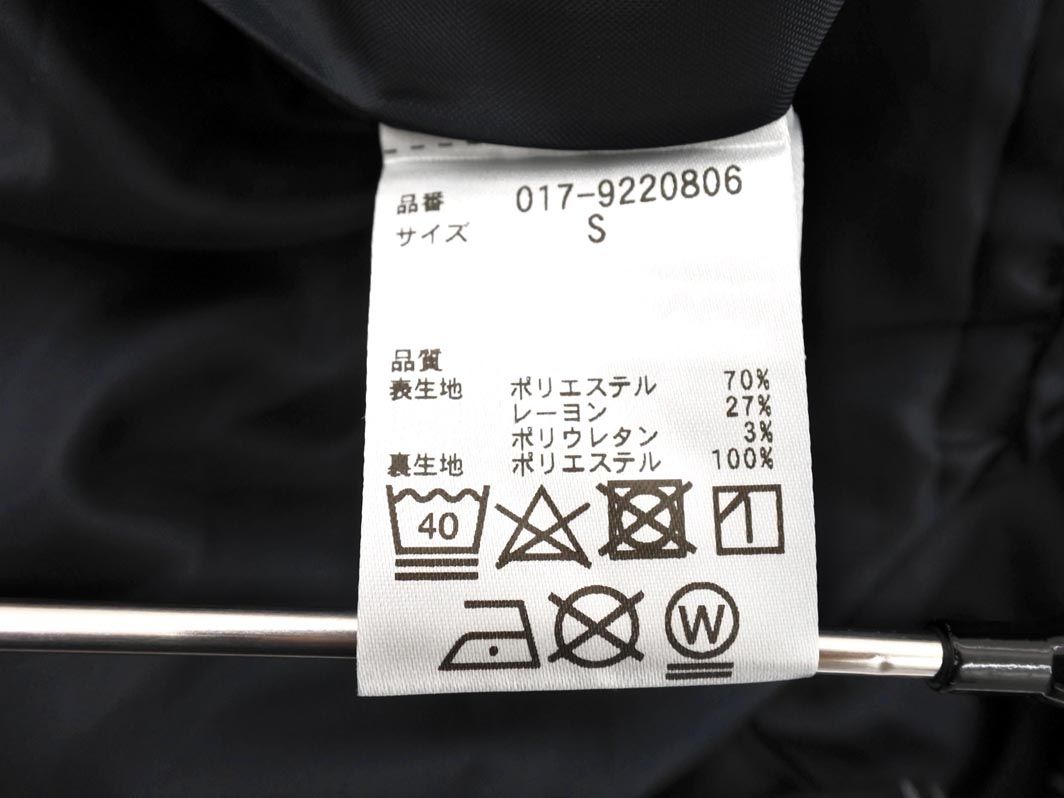 品番 017-9220806
サイズ S
品質
表生地 ポリエステル 70%
レーヨン 27%
ポリウレタン 3%
裏生地 ポリエステル 100%
40
W